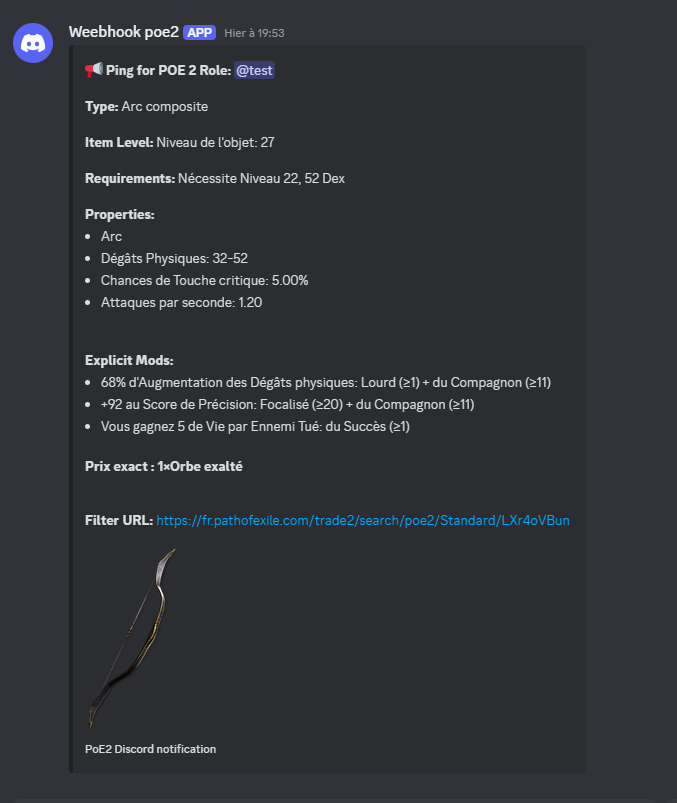 Weebhook poe2 APP Hier à 19:53
Ping for POE 2 Role: @test
Type: Arc composite
Item Level: Niveau de l'objet: 27
Requirements: Nécessite Niveau 22, 52 Dex
Properties:
• Arc
• Dégâts Physiques: 32-52
• Chances de Touche critique: 5.00%
• Attaques par seconde: 1.20
Explicit Mods:
• 68% d'Augmentation des Dégâts physiques: Lourd (≥1) + du Compagnon (≥11)
• +92 au Score de Précision: Focalisé (≥20) + du Compagnon (≥11)
• Vous gagnez 5 de Vie par Ennemi Tué: du Succès (≥1)
Prix exact : 1×Orbe exalté
Filter URL: https://fr.pathofexile.com/trade2/search/poe2/Standard/LXr4oVBun
PoE2 Discord notification